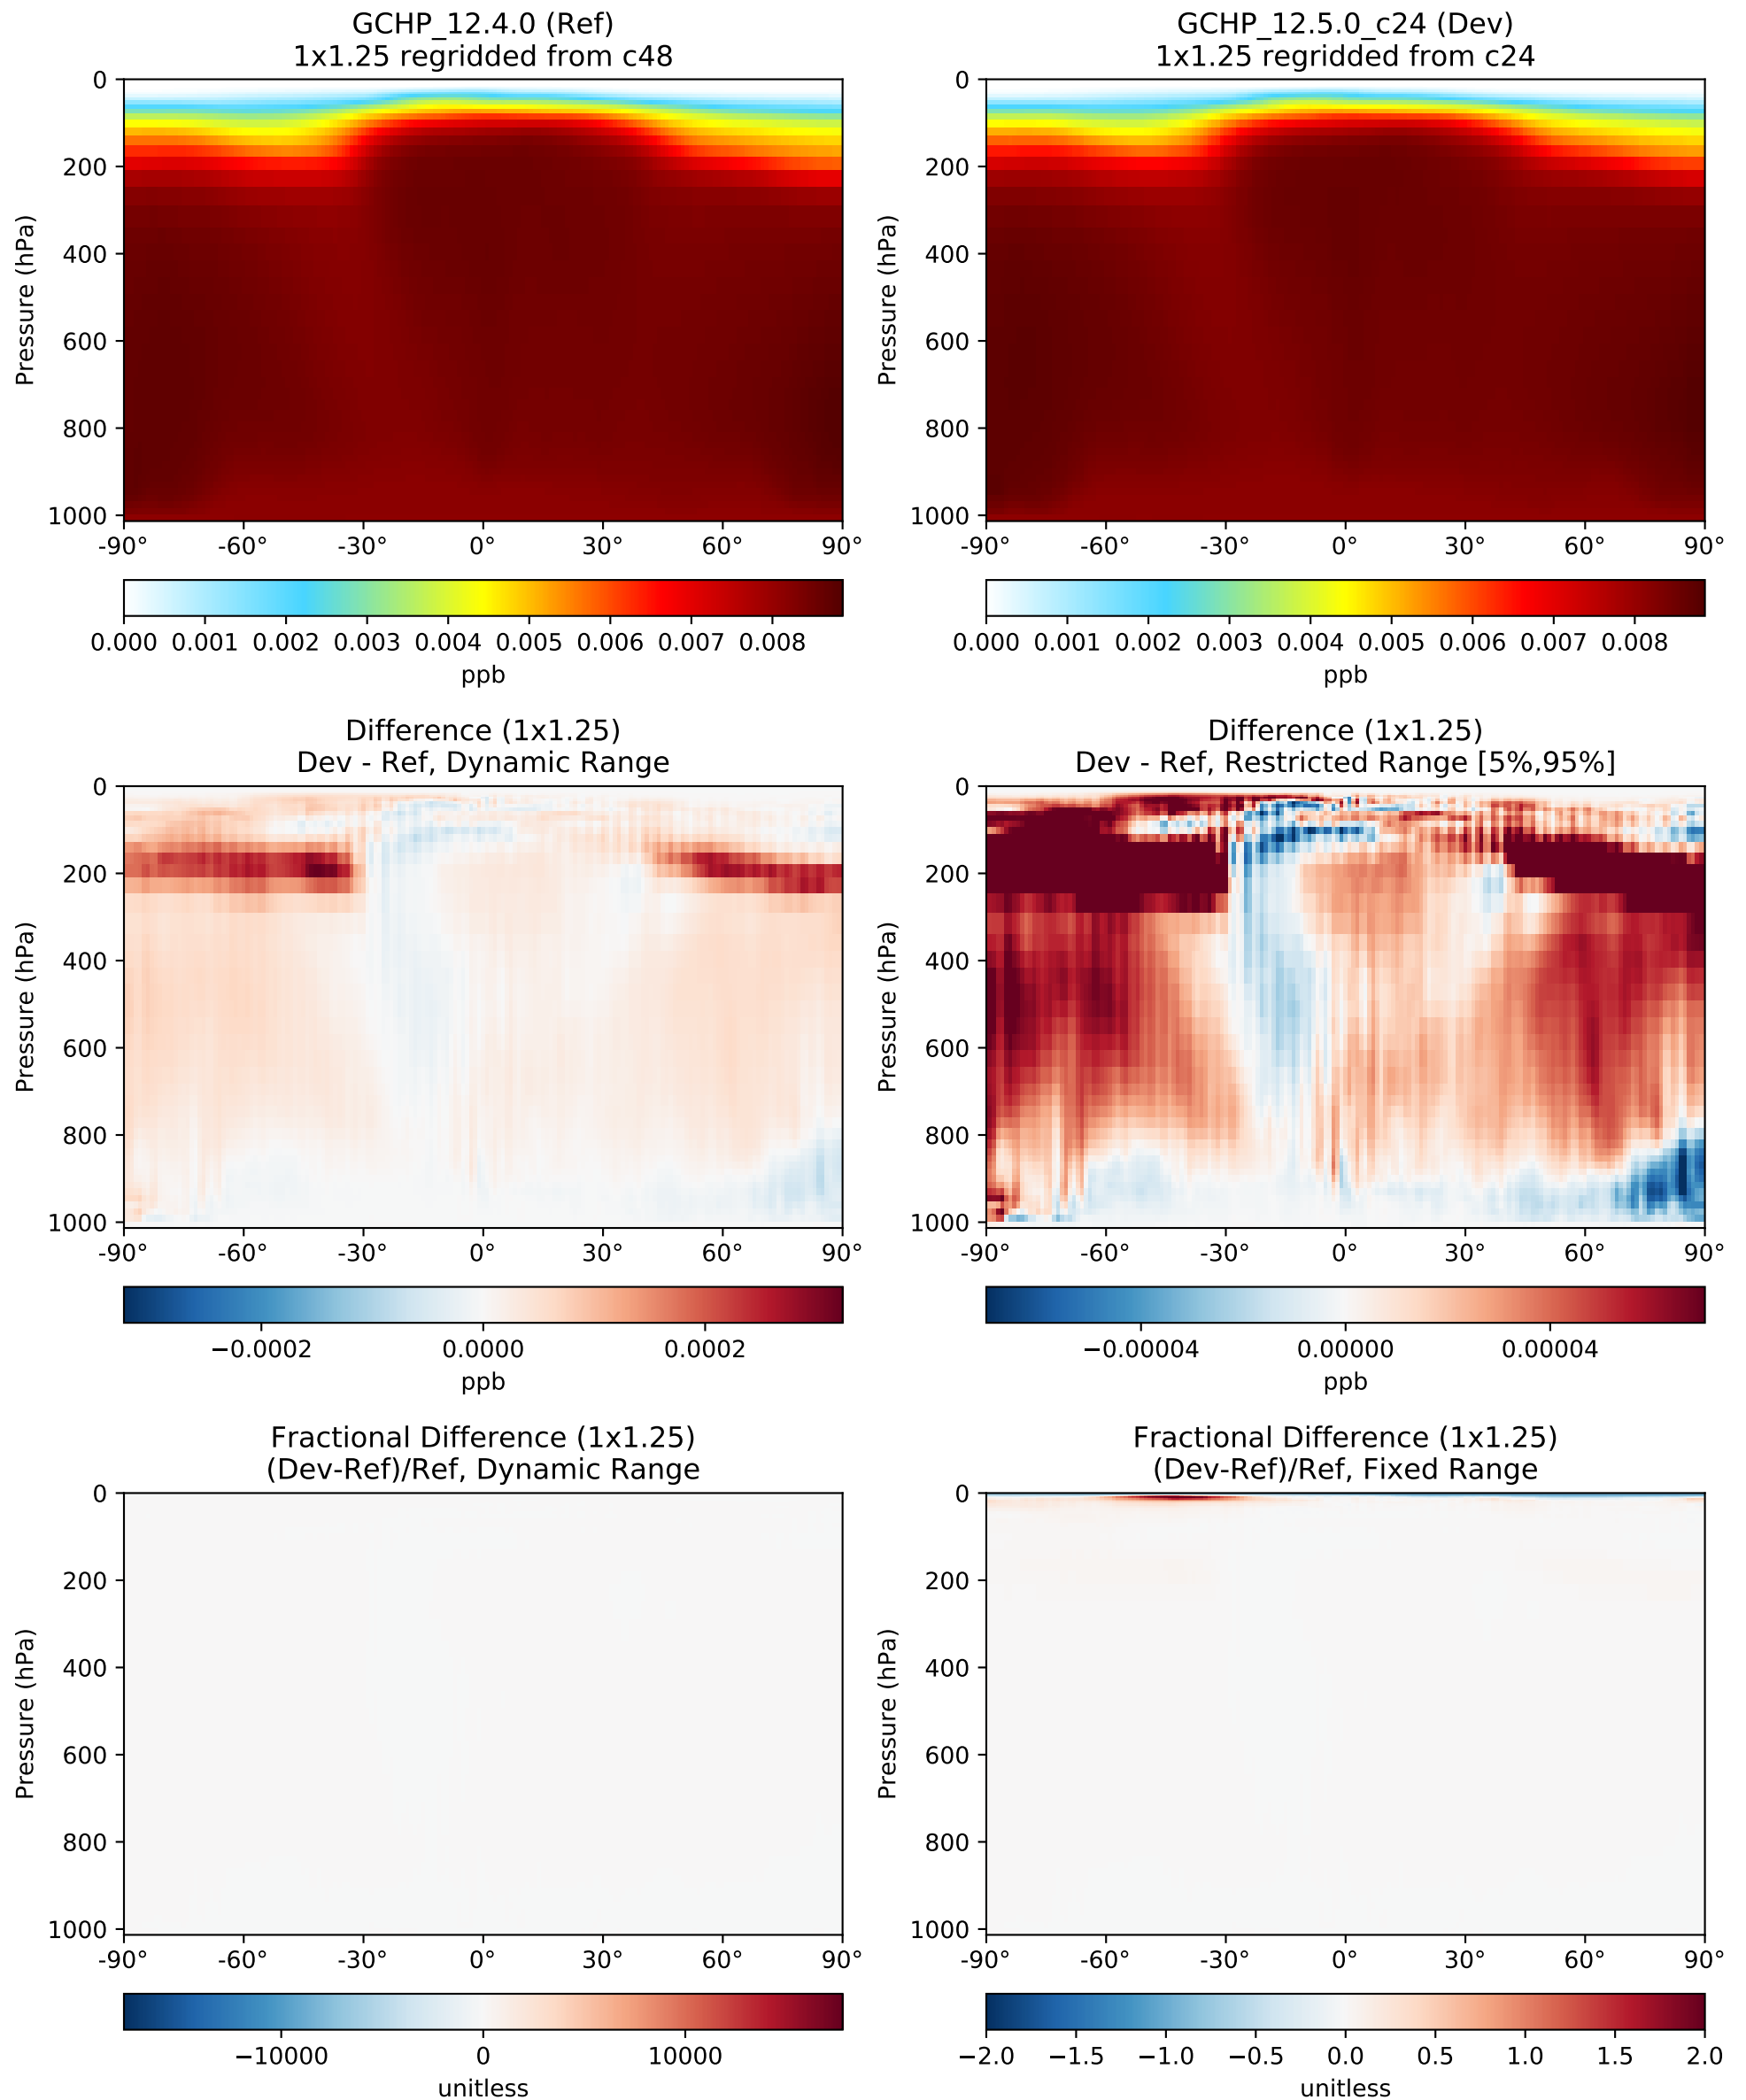 GCHP_12.4.0 (Ref)
1x1.25 regridded from c48
Pressure (hPa)
0
200
400
600
800
1000
-90° -60° -30° 0° 30° 60° 90°
0.000 0.001 0.002 0.003 0.004 0.005 0.006 0.007 0.008
ppb
GCHP_12.5.0_c24 (Dev)
1x1.25 regridded from c24
Pressure (hPa)
0
200
400
600
800
1000
-90° -60° -30° 0° 30° 60° 90°
0.000 0.001 0.002 0.003 0.004 0.005 0.006 0.007 0.008
ppb
Difference (1x1.25)
Dev - Ref, Dynamic Range
Pressure (hPa)
0
200
400
600
800
1000
-90° -60° -30° 0° 30° 60° 90°
−0.0002 0.0000 0.0002
ppb
Difference (1x1.25)
Dev - Ref, Restricted Range [5%,95%]
Pressure (hPa)
0
200
400
600
800
1000
-90° -60° -30° 0° 30° 60° 90°
−0.00004 0.00000 0.00004
ppb
Fractional Difference (1x1.25)
(Dev-Ref)/Ref, Dynamic Range
Pressure (hPa)
0
200
400
600
800
1000
-90° -60° -30° 0° 30° 60° 90°
−10000 0 10000
unitless
Fractional Difference (1x1.25)
(Dev-Ref)/Ref, Fixed Range
Pressure (hPa)
0
200
400
600
800
1000
-90° -60° -30° 0° 30° 60° 90°
−2.0 −1.5 −1.0 −0.5 0.0 0.5 1.0 1.5 2.0
unitless